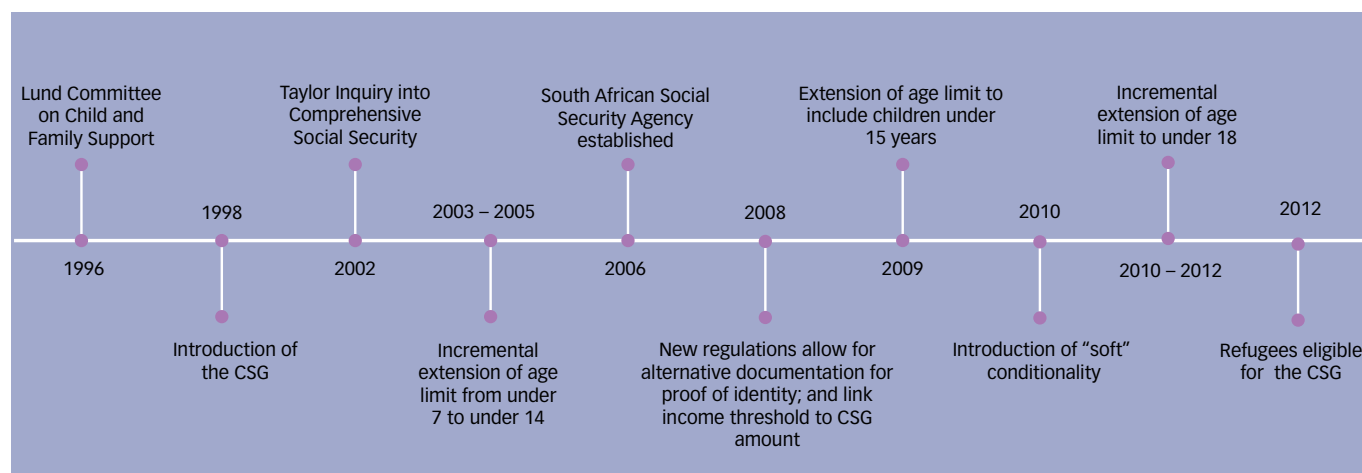 Lund Committee
on Child and
Family Support
1996
1998
Introduction of
the CSG
Taylor Inquiry into
Comprehensive
Social Security
2002
2003 – 2005
Incremental
extension of age
limit from under
7 to under 14
South African Social
Security Agency
established
2006
2008
New regulations allow for
alternative documentation for
proof of identity; and link
income threshold to CSG
amount
Extension of age limit to
include children under
15 years
2009
2010
Introduction of “soft”
conditionality
Incremental
extension of age
limit to under 18
2010 – 2012
2012
Refugees eligible
for the CSG